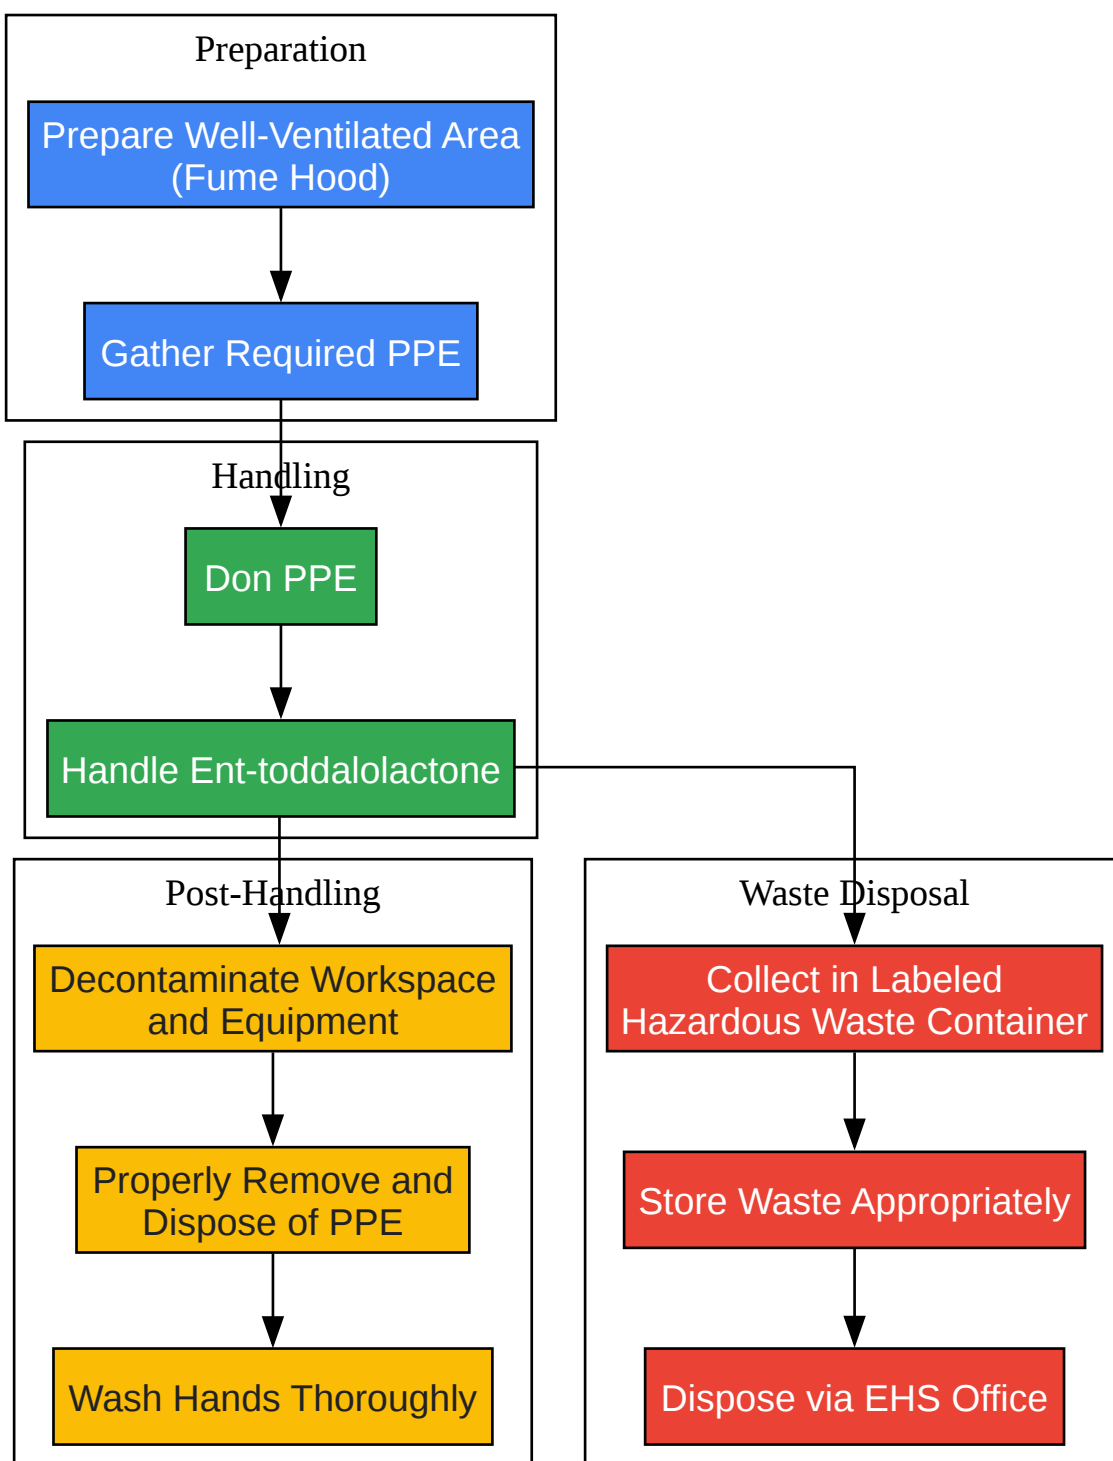 Preparation
Prepare Well-Ventilated Area
(Fume Hood)
Gather Required PPE
Handling
Don PPE
Handle Ent-toddalolactone
Post-Handling
Decontaminate Workspace
and Equipment
Properly Remove and
Dispose of PPE
Wash Hands Thoroughly
Waste Disposal
Collect in Labeled
Hazardous Waste Container
Store Waste Appropriately
Dispose via EHS Office